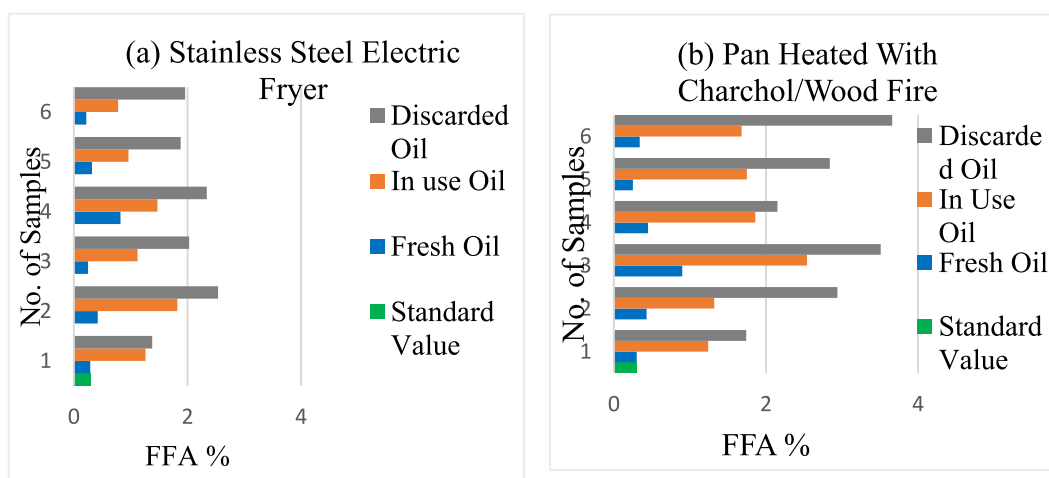 (a) Stainless Steel Electric
Fryer
No. of Samples
6
5
4
3
2
1
0
2
4
FFA %
Discarded
Oil
In use Oil
Fresh Oil
Standard
Value
(b) Pan Heated With
Charchol/Wood Fire
No. of Samples
6
5
4
3
2
1
0
2
4
FFA %
Discarde
d Oil
In Use
Oil
Fresh Oil
Standard
Value